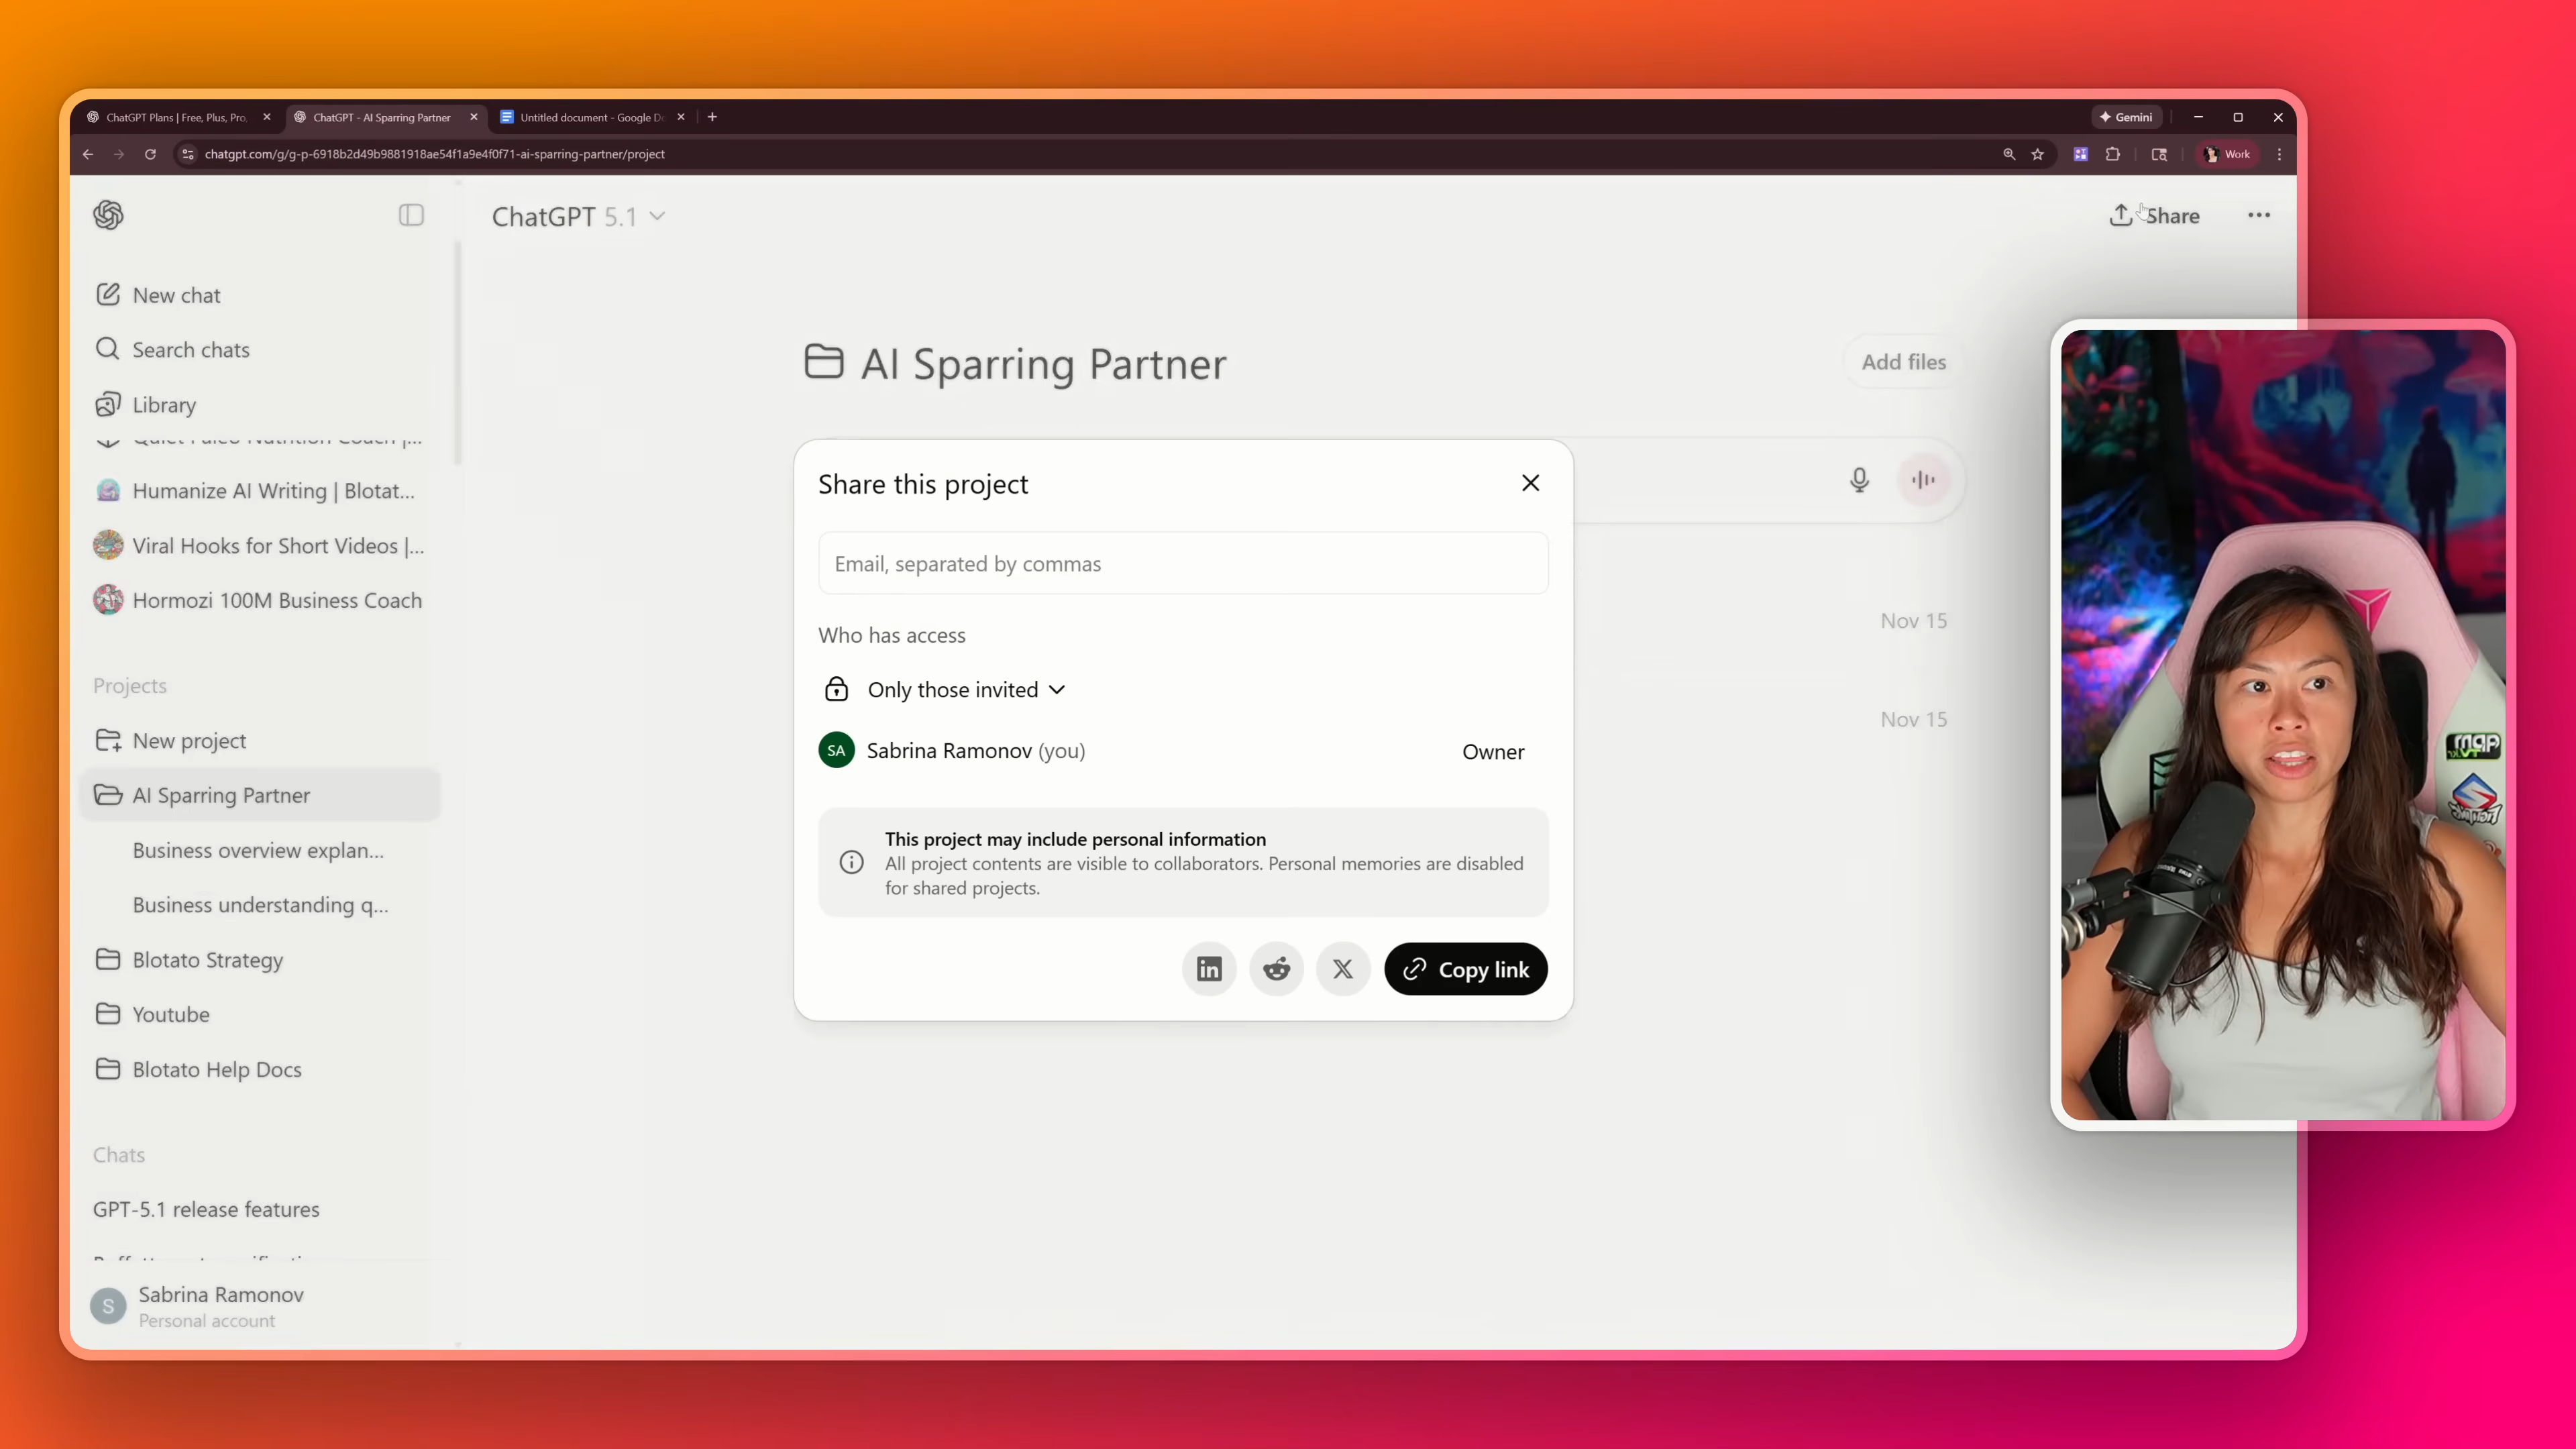 ChatGPT Plans | Free, Plus, Pro,
ChatGPT - AI Sparring Partner
Untitled document - Google Do
Gemini
chatgpt.com/g/g-p-6918b2d49b9881918ae54f1a9e4f0f71-ai-sparring-partner/project
Work
ChatGPT 5.1
Share
New chat
Search chats
Library
Quiet Paleo Nutrition Coach |...
Humanize AI Writing | Blotat...
Viral Hooks for Short Videos |...
Hormozi 100M Business Coach
Projects
New project
AI Sparring Partner
Business overview explan...
Business understanding q...
Blotato Strategy
Youtube
Blotato Help Docs
Chats
GPT-5.1 release features
S
Sabrina Ramonov
Personal account
AI Sparring Partner
Add files
Nov 15
Nov 15
Share this project
Email, separated by commas
Who has access
Only those invited
SA
Sabrina Ramonov (you)
Owner
This project may include personal information
All project contents are visible to collaborators. Personal memories are disabled
for shared projects.
in
X
Copy link